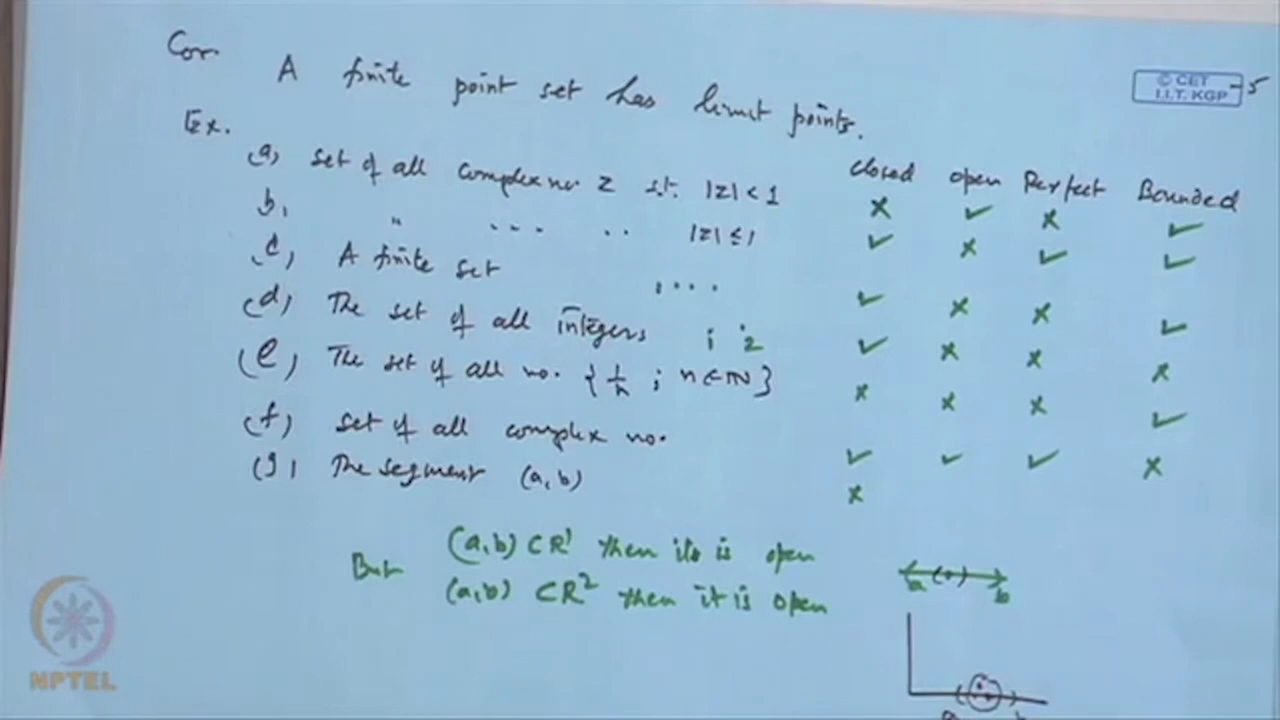 Cor. A finite point set has limit points.
© CET
I.I.T. KGP
-5
Ex.
closed open Perfect Bounded
(a) Set of all complex no. Z s.t. |z| < 1 × ✓ × ✓
b, " ... .. |z| ≤ 1 ✓ × ✓ ✓
(c) A finite set .... ✓ × × ✓
(d) The set of all integers ✓ × × ×
(e) The set of all no. {1/n ; n ∈ IN} × × × ✓
(f) Set of all complex no. ✓ ✓ ✓ ×
(g) The segment (a,b) ×
But (a,b) ⊂ R¹ then is open
(a,b) ⊂ R² then it is open
a b
NPTEL